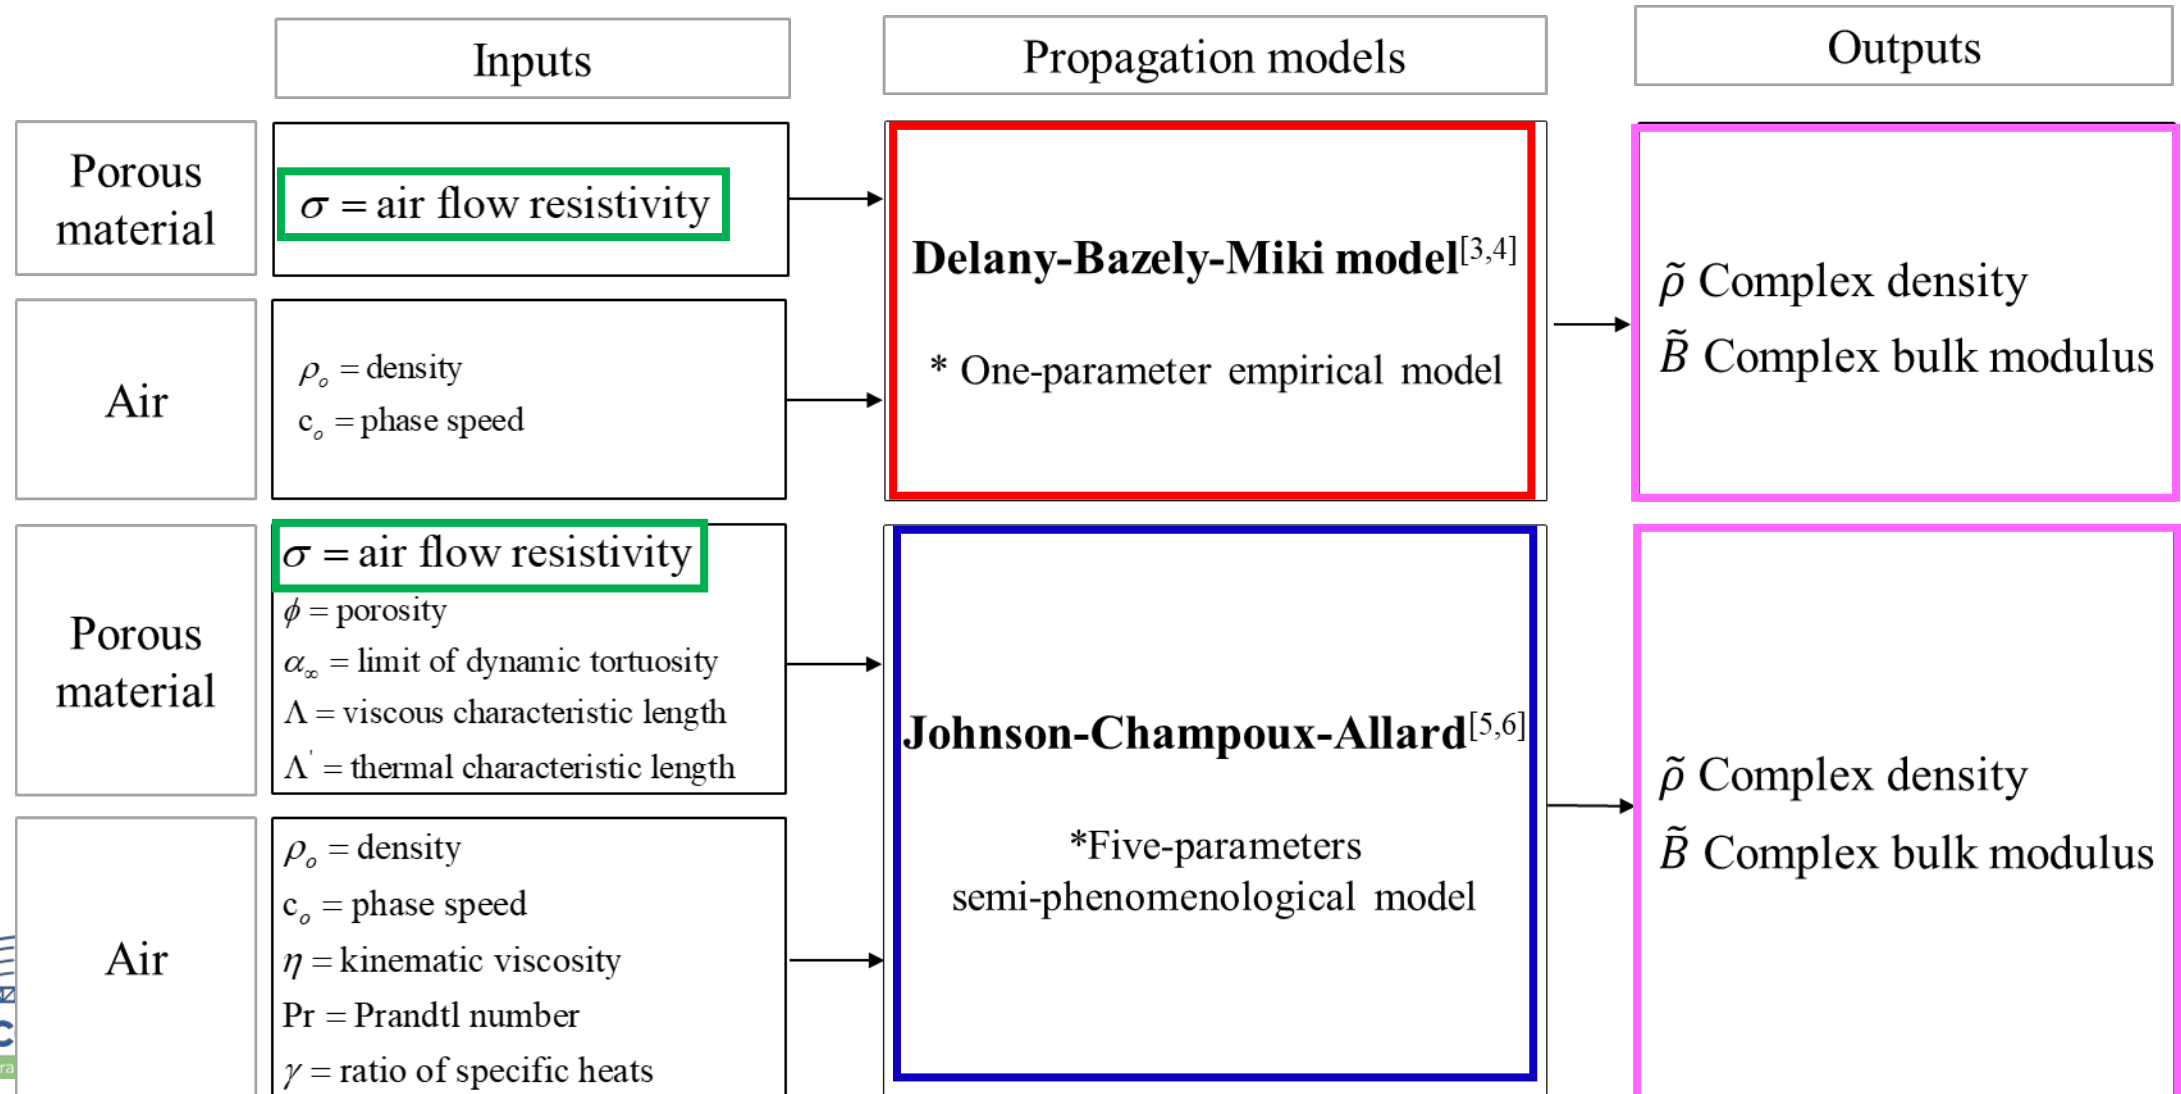 Inputs
Propagation models
Outputs
Porous
material
σ = air flow resistivity
Air
ρₒ = density
cₒ = phase speed
Delany-Bazely-Miki model[3,4]
* One-parameter empirical model
ρ̃ Complex density
B̃ Complex bulk modulus
Porous
material
σ = air flow resistivity
ϕ = porosity
α∞ = limit of dynamic tortuosity
Λ = viscous characteristic length
Λ' = thermal characteristic length
Air
ρₒ = density
cₒ = phase speed
η = kinematic viscosity
Pr = Prandtl number
γ = ratio of specific heats
Johnson-Champoux-Allard[5,6]
*Five-parameters
semi-phenomenological model
ρ̃ Complex density
B̃ Complex bulk modulus